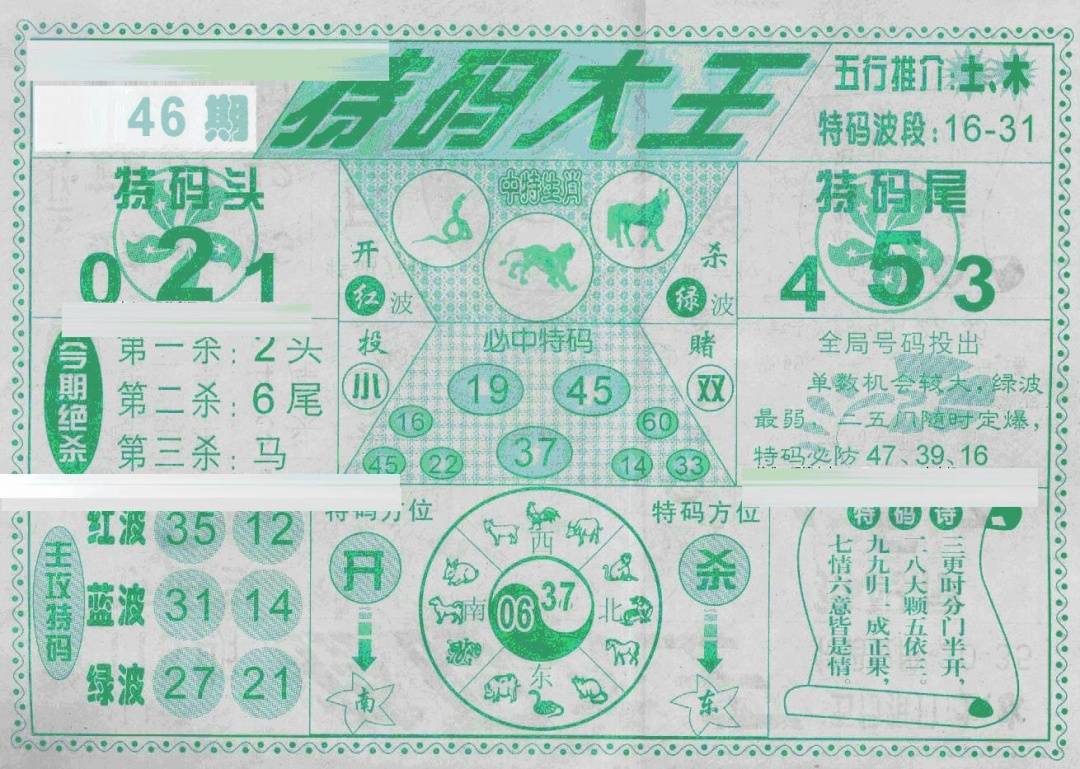 46期
特码大王
五行推介:土、木
特码波段:16-31
特码头
0 2 1
中特生肖
开
红波
杀
绿波
特码尾
4 5 3
今期绝杀
第一杀:2头
第二杀:6尾
第三杀:马
投
小
必中特码
19 45
37
16
45 22
60
14 33
赌
双
全局号码投出
单数机会较大,绿波
最弱,二五门随时定爆,
特码必防47、39、16
主攻特码
红波 35 12
蓝波 31 14
绿波 27 21
特码方位
开
南
西
南
北
东
06 37
特码方位
杀
东
特码诗
三更时分门半开,
二八大颗五依三。
九九归一成正果,
七情六意皆是情。